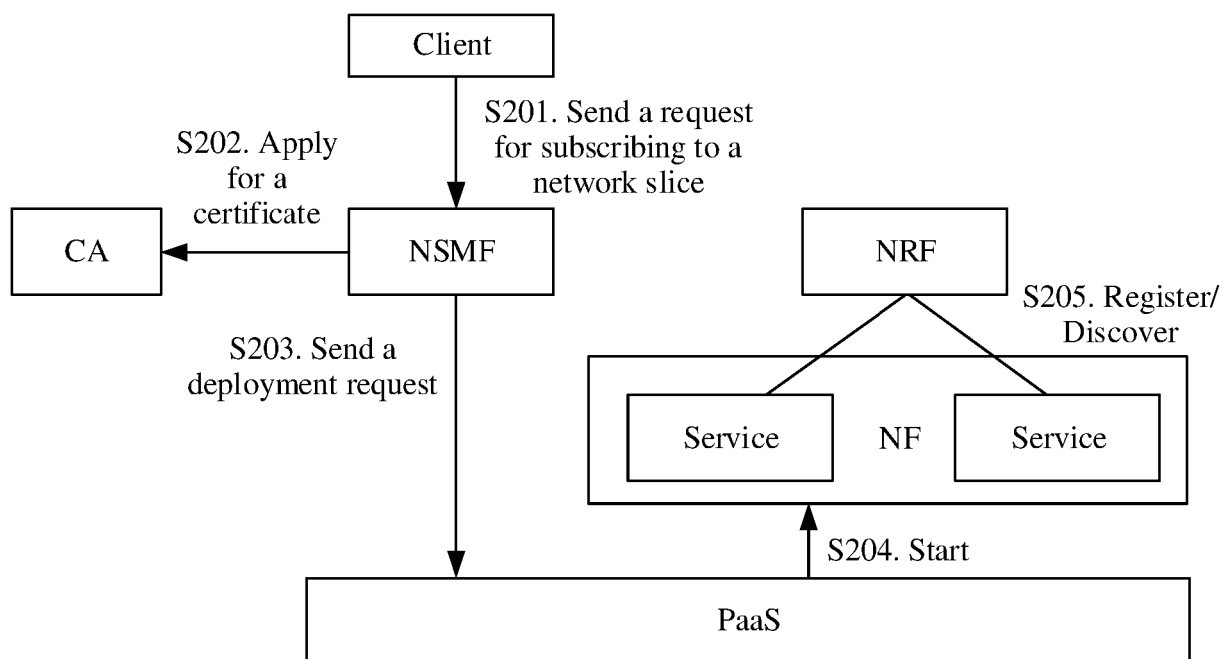 Client
S201. Send a request
for subscribing to a
network slice
S202. Apply
for a
certificate
CA
NSMF
NRF
S205. Register/
Discover
S203. Send a
deployment request
Service
NF
Service
S204. Start
PaaS